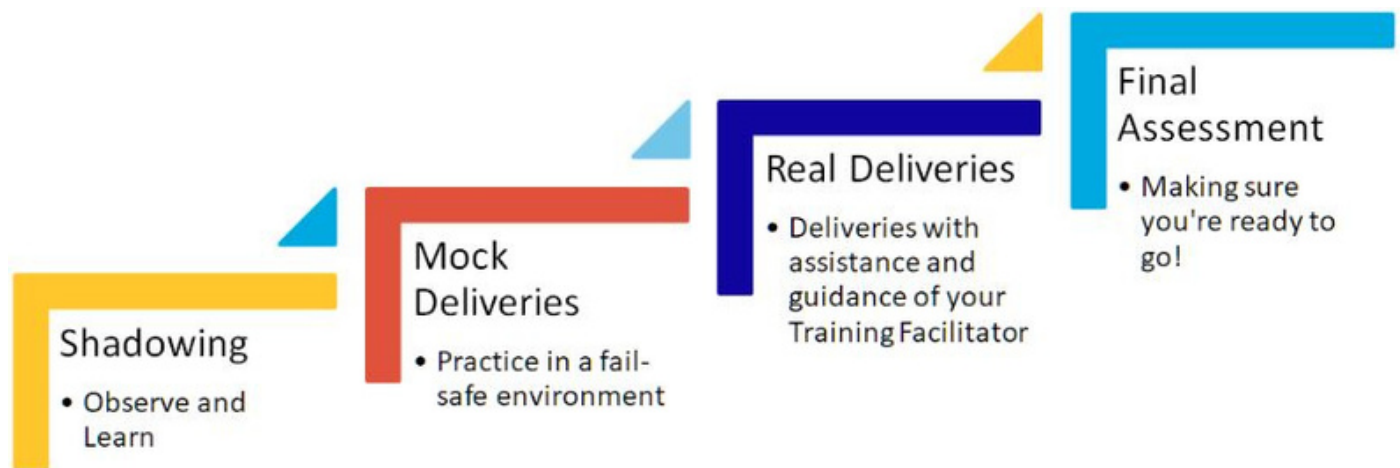 Shadowing
• Observe and
Learn
Mock
Deliveries
• Practice in a fail-
safe environment
Real Deliveries
• Deliveries with
assistance and
guidance of your
Training Facilitator
Final
Assessment
• Making sure
you're ready to
go!